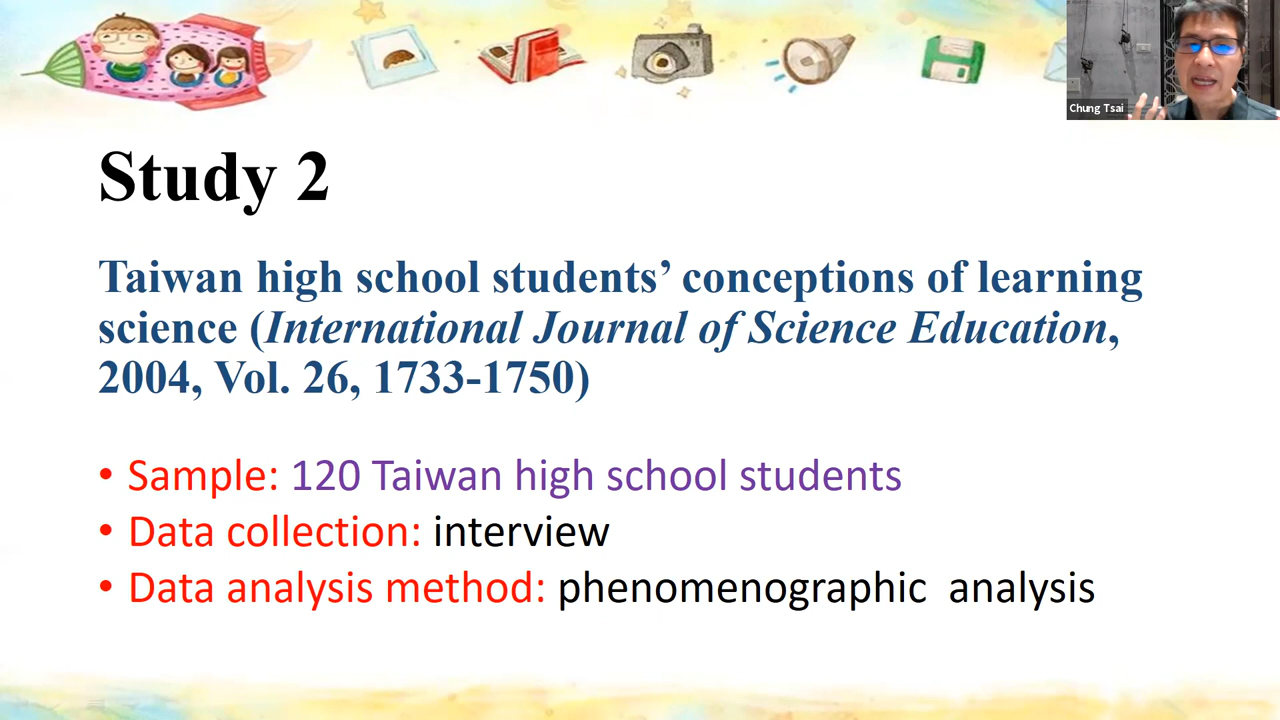 Chung Tsai
Study 2
Taiwan high school students’ conceptions of learning
science (International Journal of Science Education,
2004, Vol. 26, 1733-1750)
• Sample: 120 Taiwan high school students
• Data collection: interview
• Data analysis method: phenomenographic  analysis